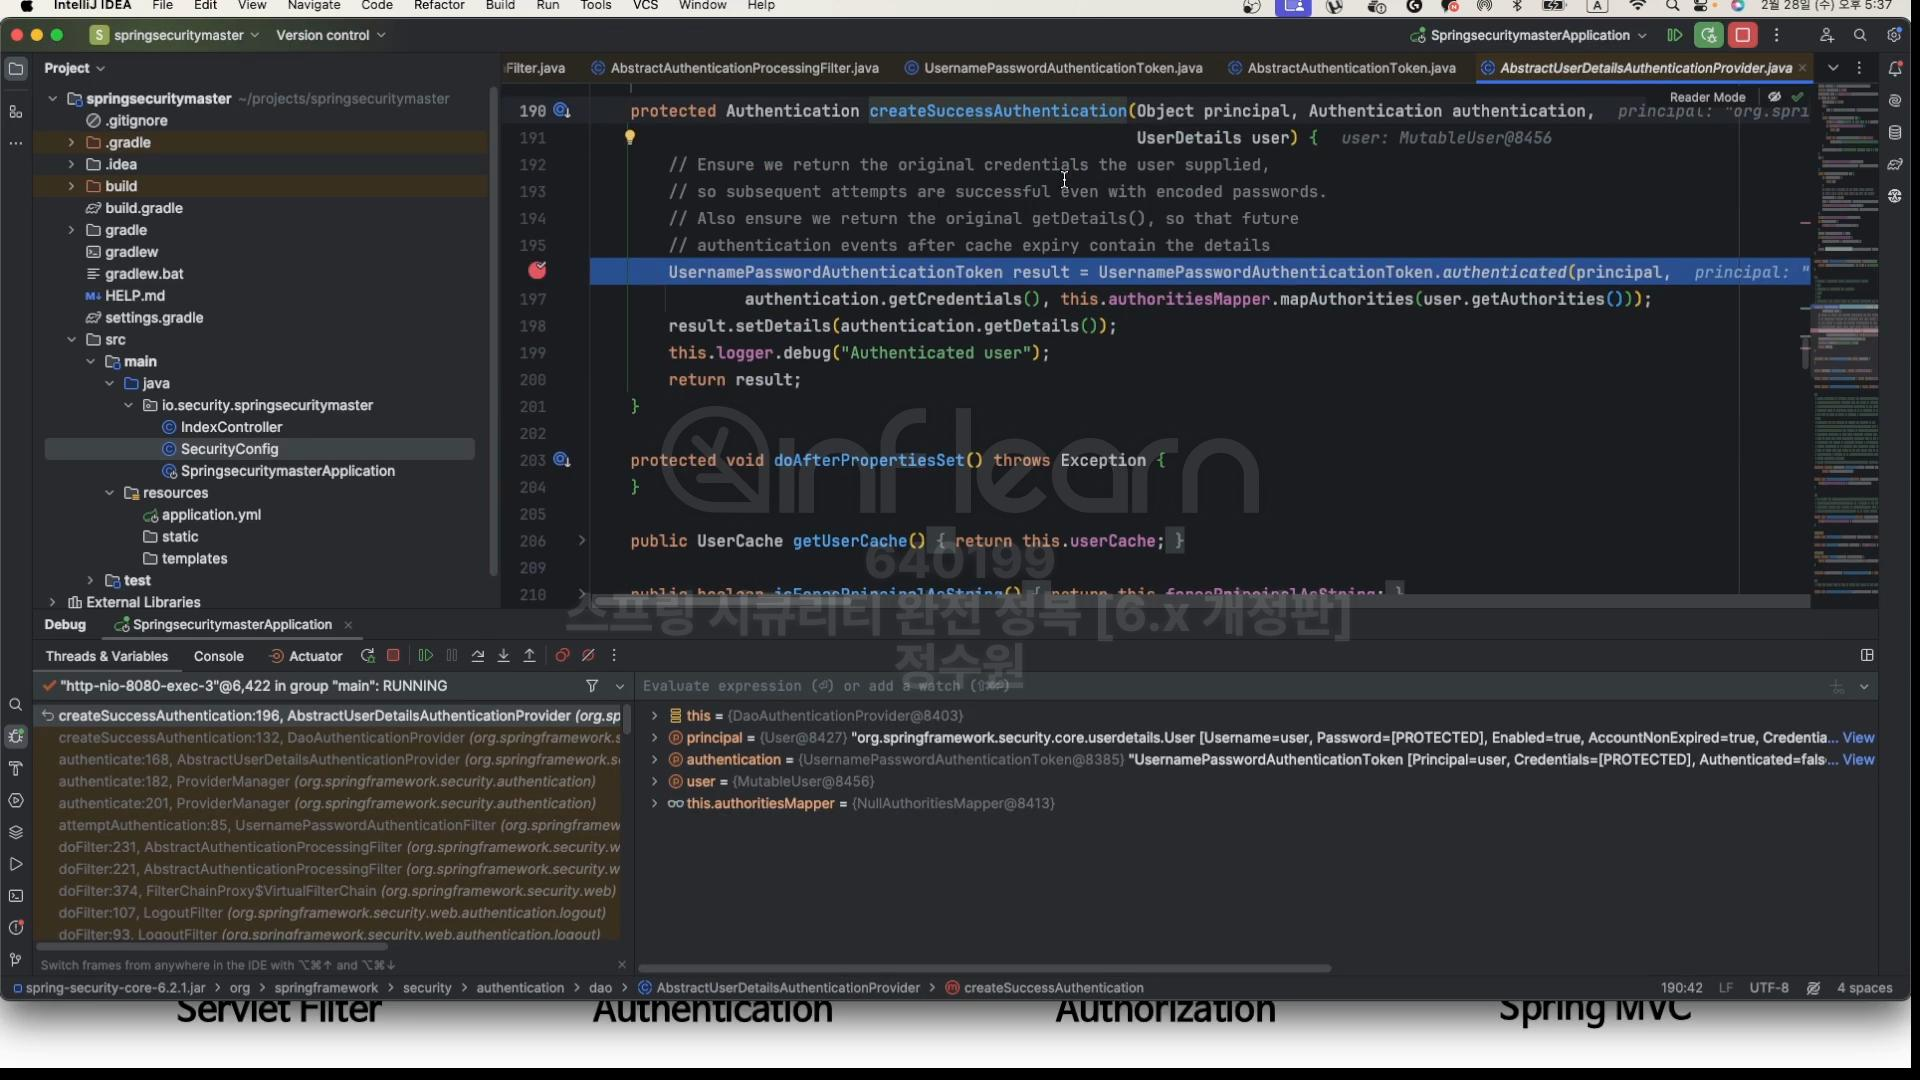 IntelliJ IDEA File Edit View Navigate Code Refactor Build Run Tools VCS Window Help
2월 28일 (수) 오후 5:37
S springsecuritymaster Version control
SpringsecuritymasterApplication
Project
springsecuritymaster ~/projects/springsecuritymaster
.gitignore
.gradle
.idea
build
build.gradle
gradle
gradlew
gradlew.bat
HELP.md
settings.gradle
src
main
java
io.security.springsecuritymaster
IndexController
SecurityConfig
SpringsecuritymasterApplication
resources
application.yml
static
templates
test
External Libraries
Filter.java AbstractAuthenticationProcessingFilter.java UsernamePasswordAuthenticationToken.java AbstractAuthenticationToken.java AbstractUserDetailsAuthenticationProvider.java
Reader Mode
190 protected Authentication createSuccessAuthentication(Object principal, Authentication authentication, principal: "org.spri
191 UserDetails user) { user: MutableUser@8456
192 // Ensure we return the original credentials the user supplied,
193 // so subsequent attempts are successful even with encoded passwords.
194 // Also ensure we return the original getDetails(), so that future
195 // authentication events after cache expiry contain the details
UsernamePasswordAuthenticationToken result = UsernamePasswordAuthenticationToken.authenticated(principal, principal: "
197 authentication.getCredentials(), this.authoritiesMapper.mapAuthorities(user.getAuthorities()));
198 result.setDetails(authentication.getDetails());
199 this.logger.debug("Authenticated user");
200 return result;
201 }
202
203 protected void doAfterPropertiesSet() throws Exception {
204 }
205
206 public UserCache getUserCache() { return this.userCache; }
209
210 public boolean isForcePrincipalAsString() { return this.forcePrincipalAsString; }
inflearn
640199
스프링 시큐리티 완전 정복 [6.x 개정판]
정수원
Debug SpringsecuritymasterApplication
Threads & Variables Console Actuator
"http-nio-8080-exec-3"@6,422 in group "main": RUNNING
createSuccessAuthentication:196, AbstractUserDetailsAuthenticationProvider (org.sp
createSuccessAuthentication:132, DaoAuthenticationProvider (org.springframework.s
authenticate:168, AbstractUserDetailsAuthenticationProvider (org.springframework.s
authenticate:182, ProviderManager (org.springframework.security.authentication)
authenticate:201, ProviderManager (org.springframework.security.authentication)
attemptAuthentication:85, UsernamePasswordAuthenticationFilter (org.springframew
doFilter:231, AbstractAuthenticationProcessingFilter (org.springframework.security.w
doFilter:221, AbstractAuthenticationProcessingFilter (org.springframework.security.w
doFilter:374, FilterChainProxy$VirtualFilterChain (org.springframework.security.web)
doFilter:107, LogoutFilter (org.springframework.security.web.authentication.logout)
doFilter:93, LogoutFilter (org.springframework.security.web.authentication.logout)
Switch frames from anywhere in the IDE with ⌥⌘↑ and ⌥⌘↓
Evaluate expression (⏎) or add a watch (⇧⌘⏎)
this = {DaoAuthenticationProvider@8403}
principal = {User@8427} "org.springframework.security.core.userdetails.User [Username=user, Password=[PROTECTED], Enabled=true, AccountNonExpired=true, Credentia... View
authentication = {UsernamePasswordAuthenticationToken@8385} "UsernamePasswordAuthenticationToken [Principal=user, Credentials=[PROTECTED], Authenticated=fals... View
user = {MutableUser@8456}
this.authoritiesMapper = {NullAuthoritiesMapper@8413}
spring-security-core-6.2.1.jar > org > springframework > security > authentication > dao > AbstractUserDetailsAuthenticationProvider > createSuccessAuthentication
190:42 LF UTF-8 4 spaces
Servlet Filter Authentication Authorization Spring MVC